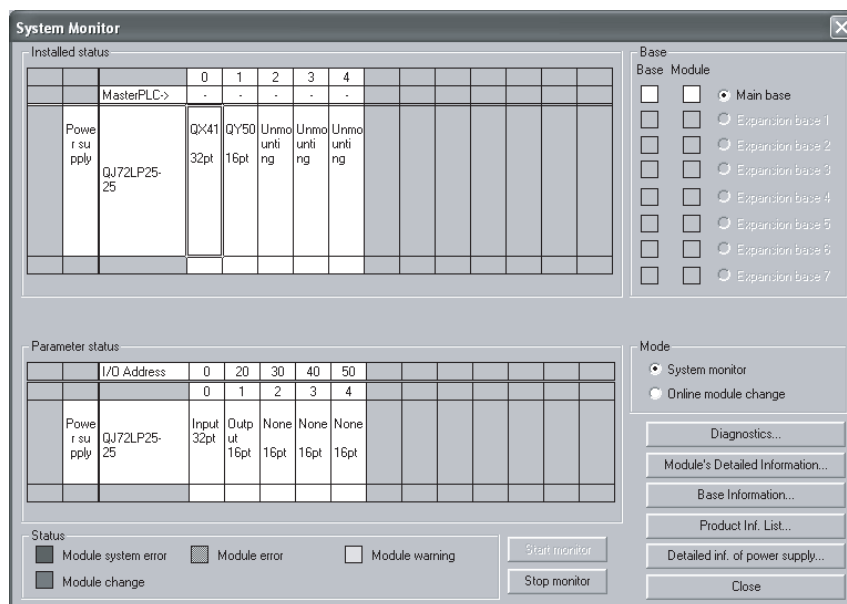 System Monitor
Installed status
0 1 2 3 4
MasterPLC-> - - - - -
Powe
r su
pply
QJ72LP25-
25
QX41
32pt
QY50
16pt
Unmo
unti
ng
Unmo
unti
ng
Unmo
unti
ng
Base
Base Module
Main base
Expansion base 1
Expansion base 2
Expansion base 3
Expansion base 4
Expansion base 5
Expansion base 6
Expansion base 7
Parameter status
I/O Address 0 20 30 40 50
0 1 2 3 4
Powe
r su
pply
QJ72LP25-
25
Input
32pt
Outp
ut
16pt
None
16pt
None
16pt
None
16pt
Mode
System monitor
Online module change
Diagnostics...
Module's Detailed Information...
Base Information...
Product Inf. List...
Detailed inf. of power supply...
Close
Status
Module system error
Module error
Module warning
Module change
Start monitor
Stop monitor